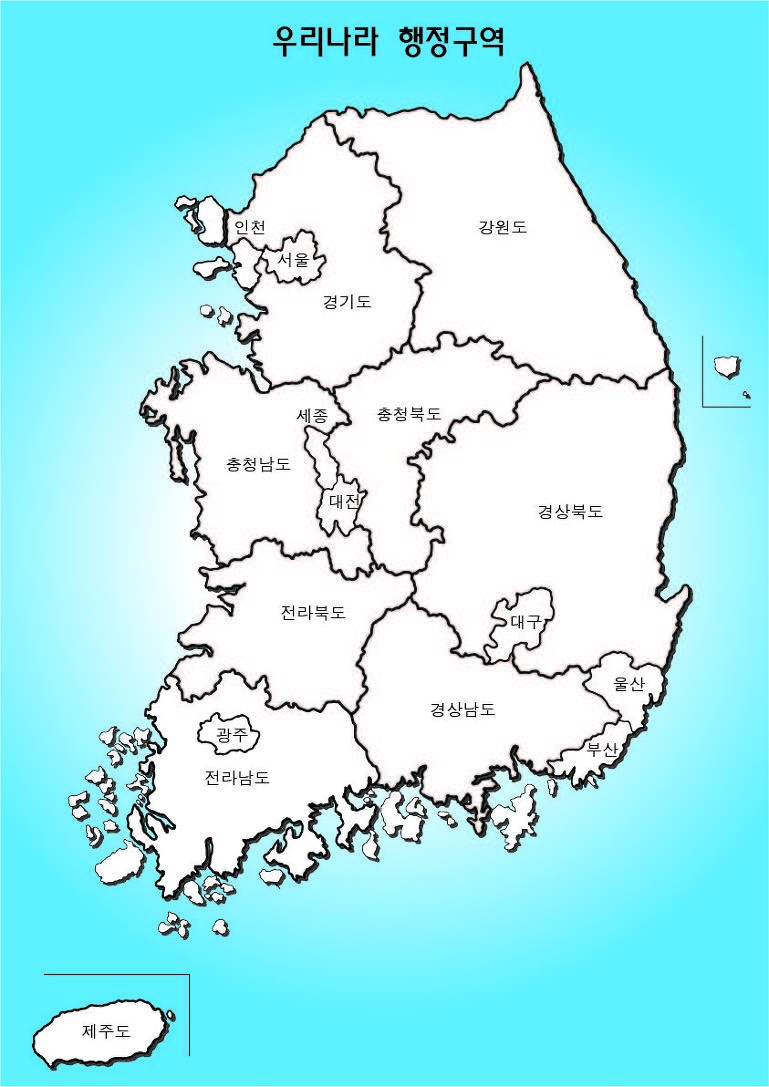 우리나라 행정구역
인천
강원도
서울
경기도
세종
충청북도
충청남도
대전
경상북도
전라북도
대구
울산
경상남도
광주
부산
전라남도
제주도